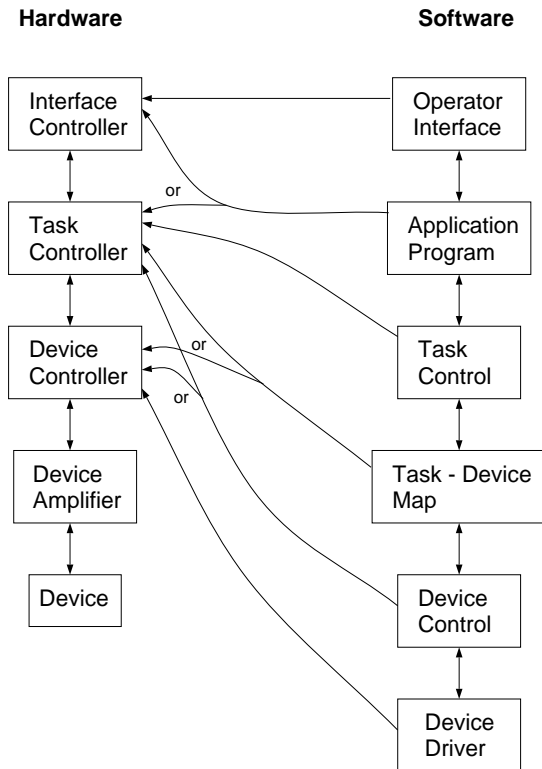 Hardware
Software
Interface
Controller
Operator
Interface
or
Task
Controller
Application
Program
Device
Controller
or
or
Task
Control
Device
Amplifier
Task - Device
Map
Device
Device
Control
Device
Driver